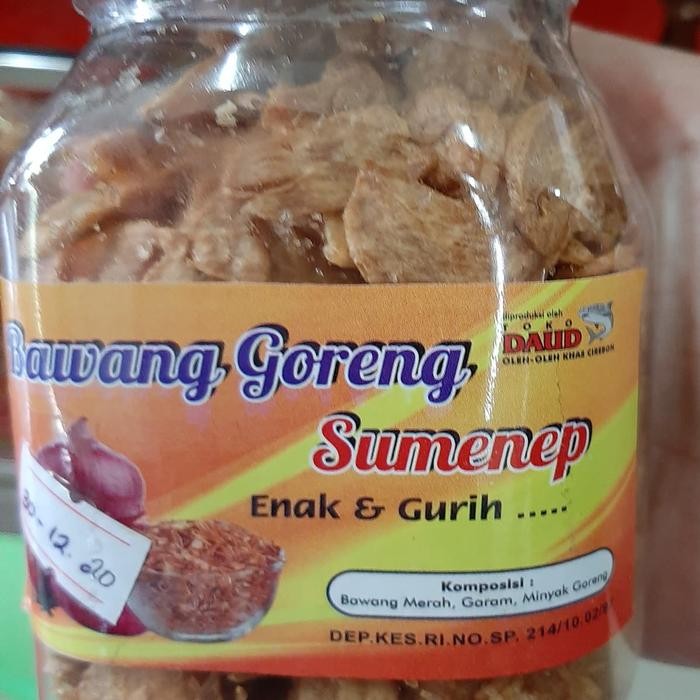 diproduksi oleh
TOKO
DAUD
OLEH-OLEH KHAS CIREBON
Bawang Goreng
Sumenep
Enak & Gurih .....
30-12. 20
Komposisi :
Bawang Merah, Garam, Minyak Goreng
DEP.KES.RI.NO.SP. 214/10.02/